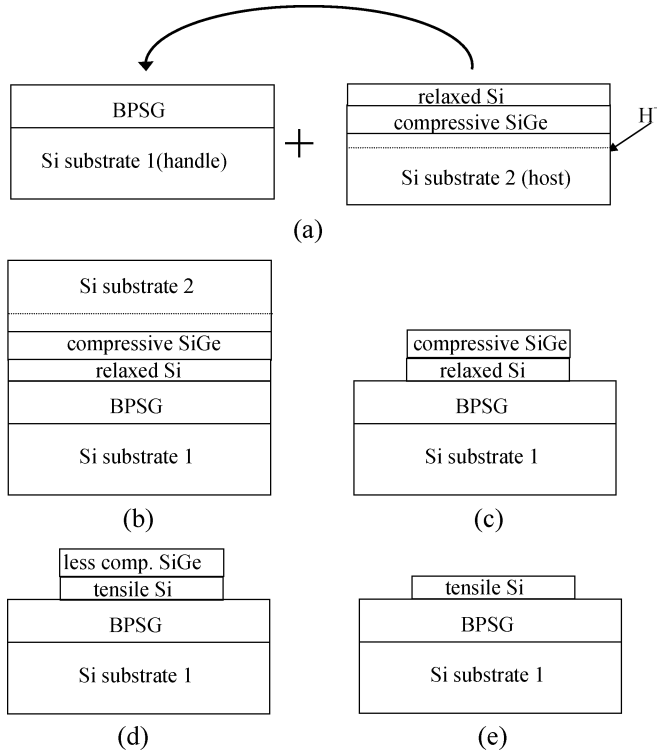 relaxed Si
BPSG
compressive SiGe
H-
Si substrate 1(handle)
+
Si substrate 2 (host)
(a)
Si substrate 2
compressive SiGe
relaxed Si
BPSG
Si substrate 1
(b)
compressive SiGe
relaxed Si
BPSG
Si substrate 1
(c)
less comp. SiGe
tensile Si
BPSG
Si substrate 1
(d)
tensile Si
BPSG
Si substrate 1
(e)